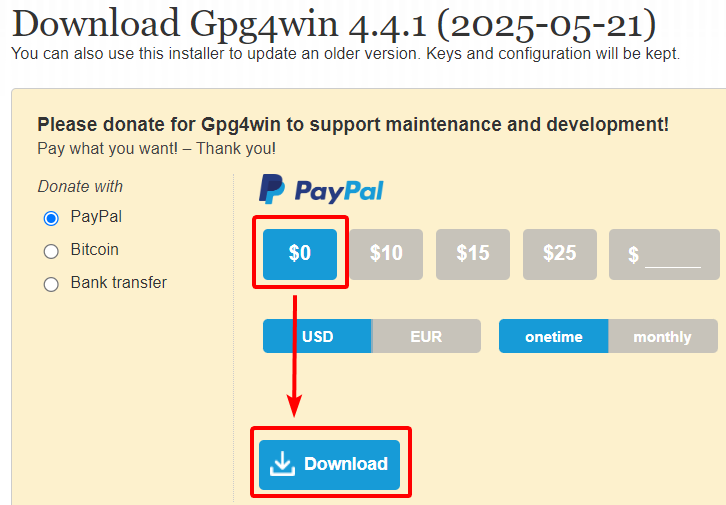 Download Gpg4win 4.4.1 (2025-05-21)
You can also use this installer to update an older version. Keys and configuration will be kept.
Please donate for Gpg4win to support maintenance and development!
Pay what you want! – Thank you!
Donate with
PayPal
Bitcoin
Bank transfer
PayPal
$0 $10 $15 $25 $ ______
USD EUR onetime monthly
Download